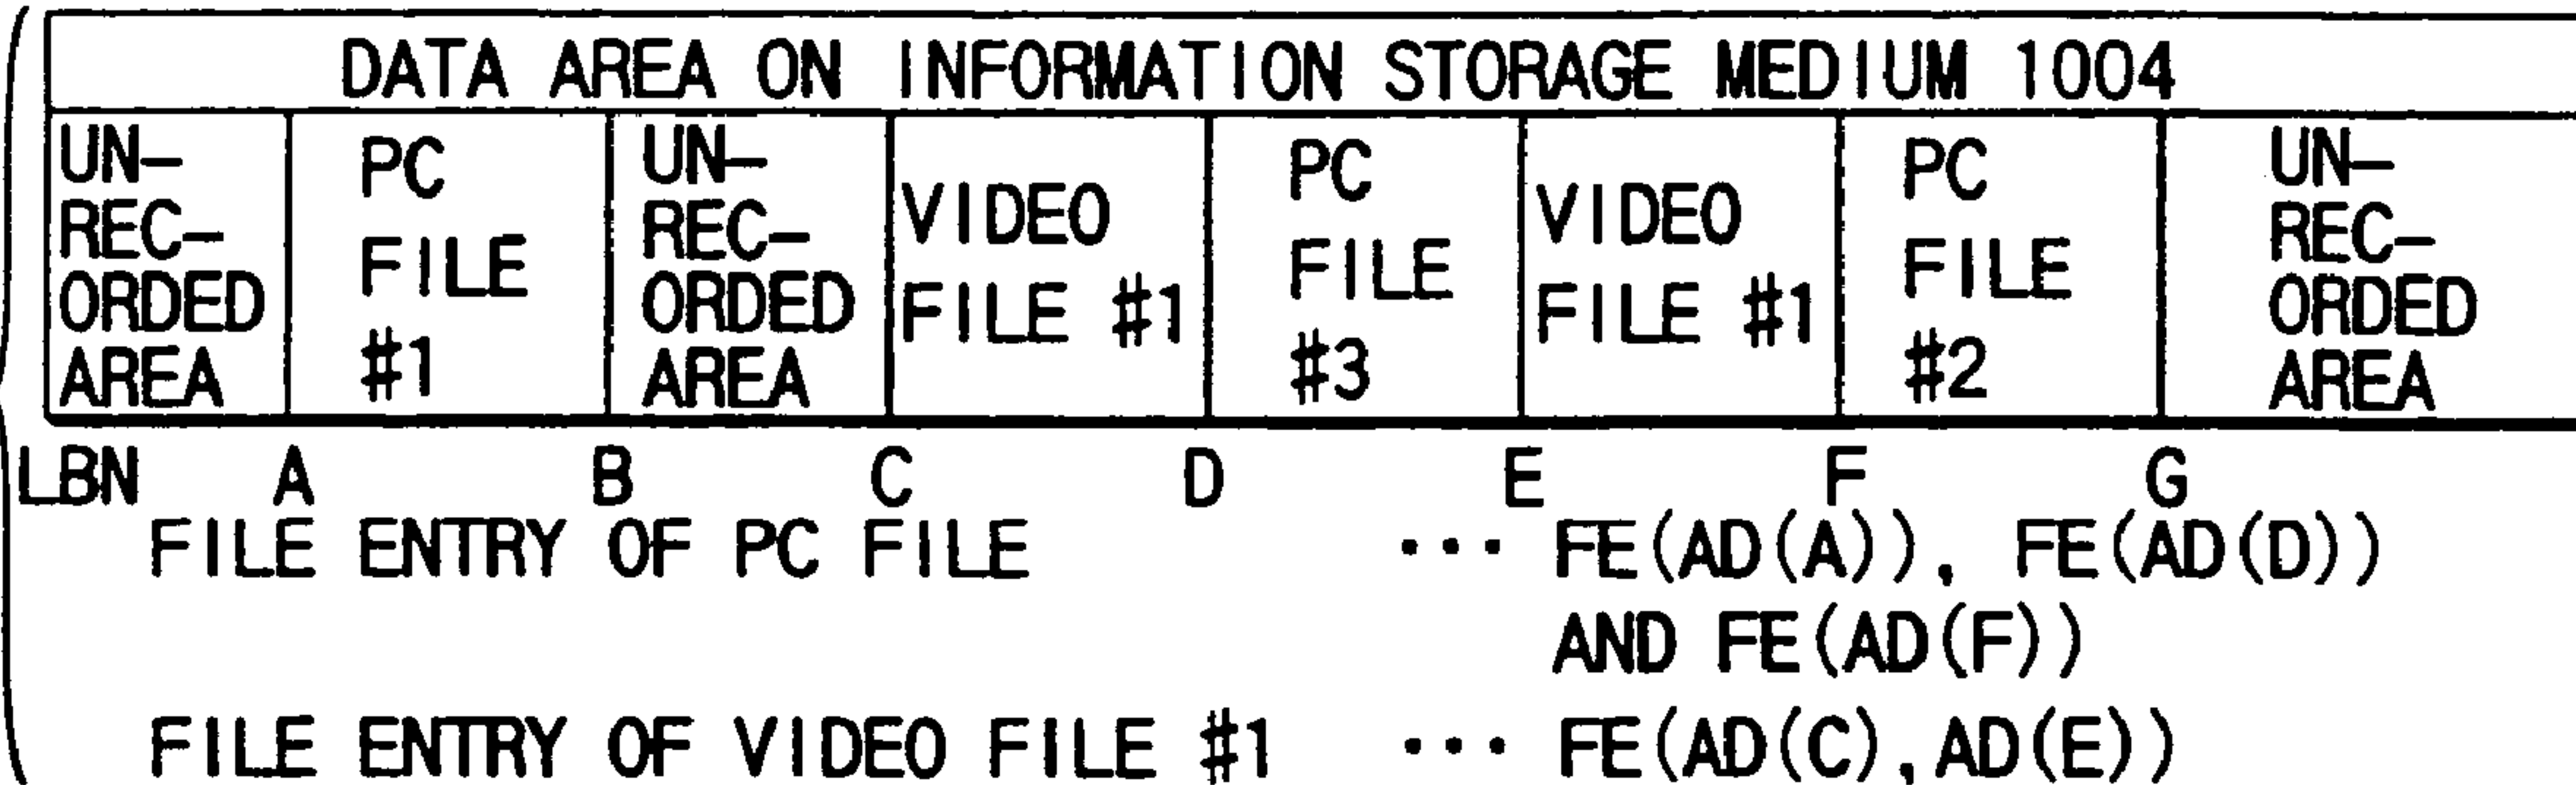 DATA AREA ON INFORMATION STORAGE MEDIUM 1004
UN-
REC-
ORDED
AREA
PC
FILE
#1
UN-
REC-
ORDED
AREA
VIDEO
FILE #1
PC
FILE
#3
VIDEO
FILE #1
PC
FILE
#2
UN-
REC-
ORDED
AREA
LBN A B C D E F G
FILE ENTRY OF PC FILE ··· FE(AD(A)), FE(AD(D))
AND FE(AD(F))
FILE ENTRY OF VIDEO FILE #1 ··· FE(AD(C),AD(E))